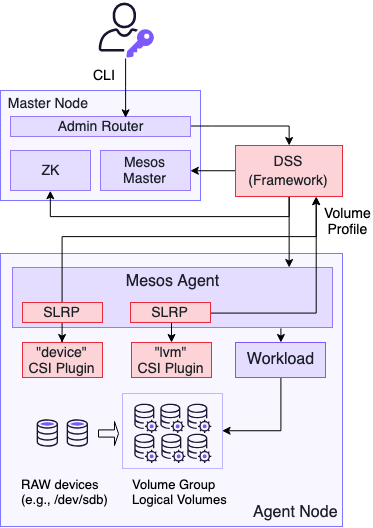 CLI
Master Node
Admin Router
ZK
Mesos
Master
DSS
(Framework)
Volume
Profile
Mesos Agent
SLRP
SLRP
"device"
CSI Plugin
"lvm"
CSI Plugin
Workload
RAW devices
(e.g., /dev/sdb)
Volume Group
Logical Volumes
Agent Node